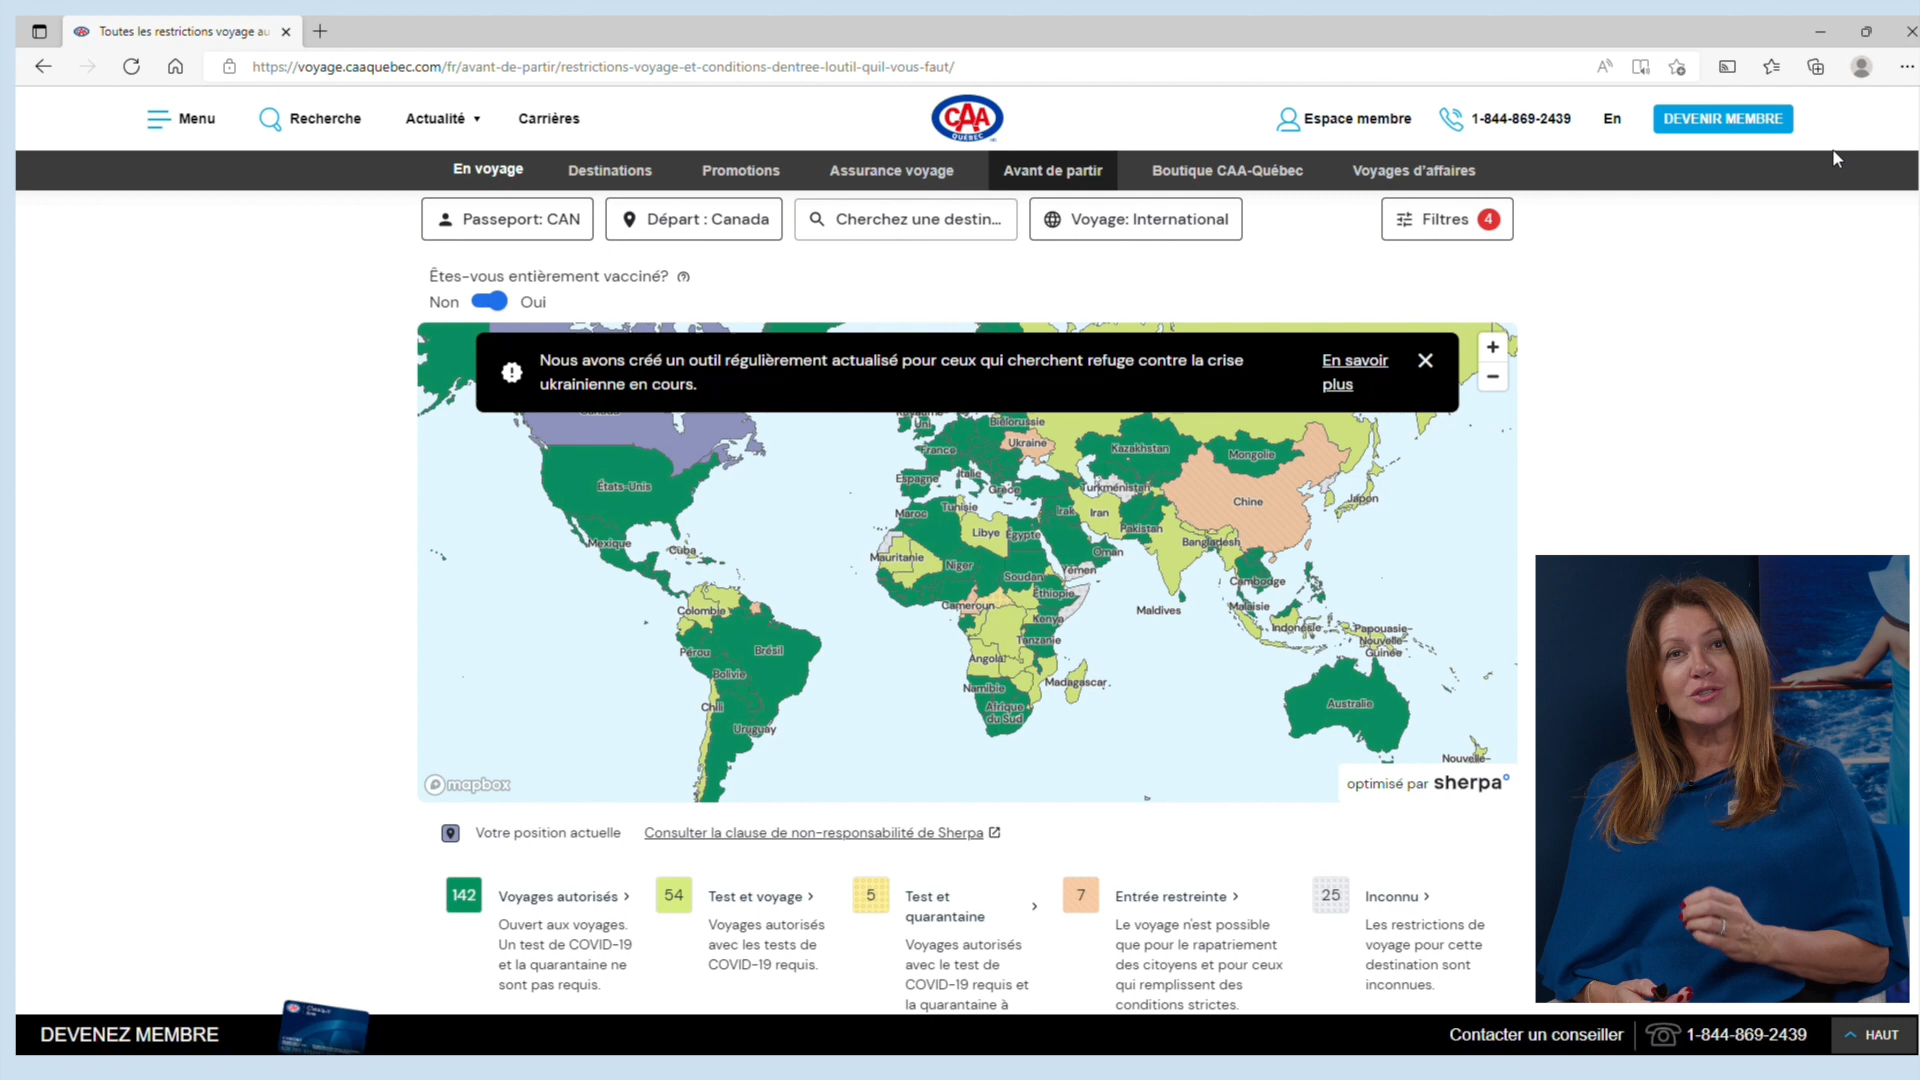 Toutes les restrictions voyage au
https://voyage.caaquebec.com/fr/avant-de-partir/restrictions-voyage-et-conditions-dentree-loutil-quil-vous-faut/
Menu
Recherche
Actualité
Carrières
CAA
QUÉBEC
Espace membre
1-844-869-2439
En
DEVENIR MEMBRE
En voyage
Destinations
Promotions
Assurance voyage
Avant de partir
Boutique CAA-Québec
Voyages d'affaires
Passeport: CAN
Départ : Canada
Cherchez une destin...
Voyage: International
Filtres 4
Êtes-vous entièrement vacciné?
Non Oui
Nous avons créé un outil régulièrement actualisé pour ceux qui cherchent refuge contre la crise
ukrainienne en cours.
En savoir
plus
Biélorussie
Uni
Ukraine
France
Kazakhstan
Mongolie
Italie
Espagne
Grèce
Turkménistan
États-Unis
Chine
Japon
Maroc
Tunisie
Irak
Iran
Pakistan
Libye
Égypte
Mexique
Cuba
Bangladesh
Oman
Mauritanie
Niger
Soudan
Yémen
Cambodge
Éthiopie
Colombie
Cameroun
Maldives
Malaisie
Kenya
Indonésie
Papouasie-
Nouvelle-
Guinée
Tanzanie
Pérou
Brésil
Angola
Bolivie
Madagascar
Namibie
Chili
Afrique
du Sud
Australie
Uruguay
Nouvelle-
mapbox
optimisé par sherpa°
Votre position actuelle
Consulter la clause de non-responsabilité de Sherpa
142
Voyages autorisés
Ouvert aux voyages.
Un test de COVID-19
et la quarantaine ne
sont pas requis.
54
Test et voyage
Voyages autorisés
avec les tests de
COVID-19 requis.
5
Test et
quarantaine
Voyages autorisés
avec le test de
COVID-19 requis et
la quarantaine à
7
Entrée restreinte
Le voyage n'est possible
que pour le rapatriement
des citoyens et pour ceux
qui remplissent des
conditions strictes.
25
Inconnu
Les restrictions de
voyage pour cette
destination sont
inconnues.
DEVENEZ MEMBRE
Contacter un conseiller
1-844-869-2439
HAUT